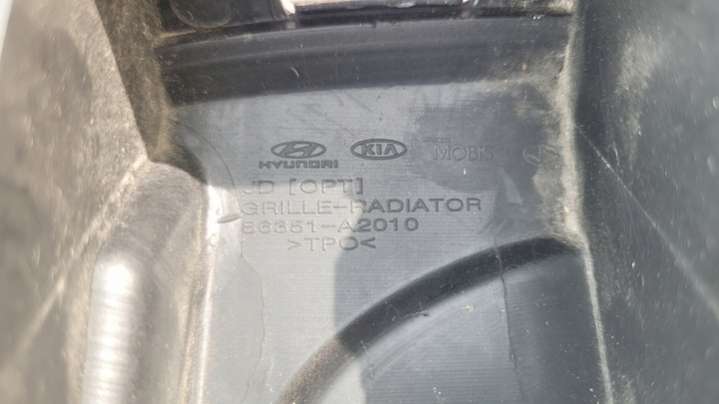 HYUNDAI KIA MOBIS
JD [OPT]
GRILLE-RADIATOR
86351-A2010
>TPO<